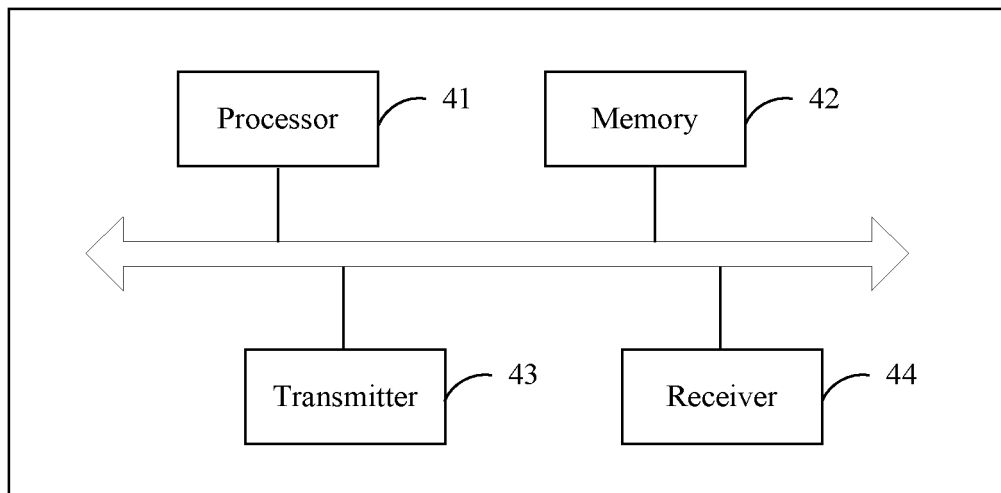 Processor
41
Memory
42
Transmitter
43
Receiver
44